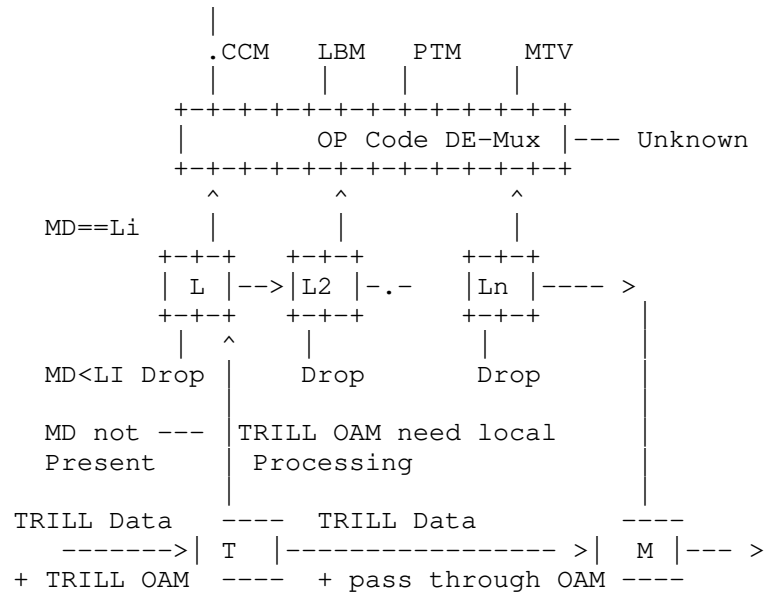 .CCM LBM PTM MTV
OP Code DE-Mux |--- Unknown
MD==Li
| L |-->|L2 |-.- |Ln |---- >
MD<LI Drop Drop Drop
MD not --- |TRILL OAM need local
Present | Processing
TRILL Data ---- TRILL Data ----
------->| T |----------------- >| M |--- >
+ TRILL OAM ---- + pass through OAM ----